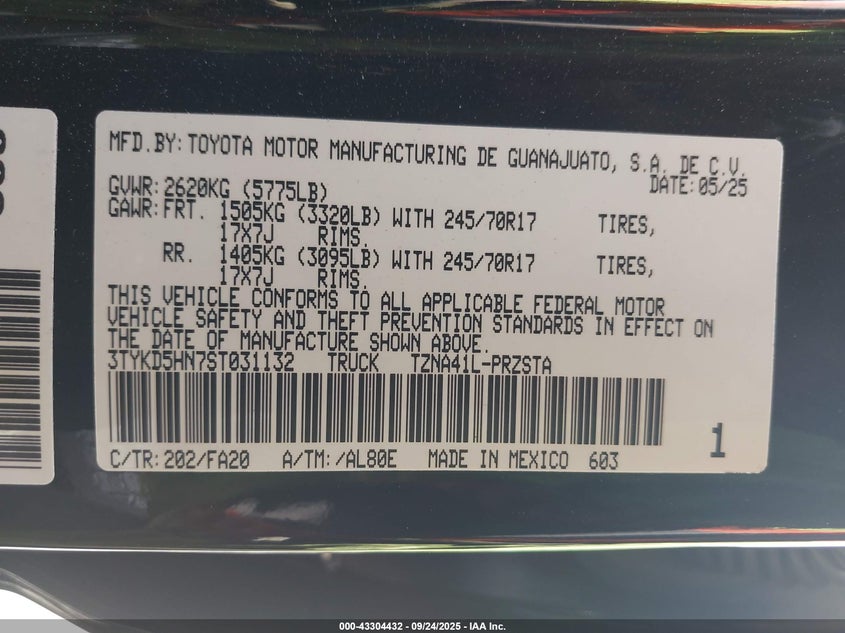 MFD.BY: TOYOTA MOTOR MANUFACTURING DE GUANAJUATO, S.A. DE C.V.
DATE: 05/25
GVWR: 2620KG (5775LB)
GAWR: FRT. 1505KG (3320LB) WITH 245/70R17 TIRES,
17X7J RIMS.
RR. 1405KG (3095LB) WITH 245/70R17 TIRES,
17X7J RIMS.
THIS VEHICLE CONFORMS TO ALL APPLICABLE FEDERAL MOTOR
VEHICLE SAFETY AND THEFT PREVENTION STANDARDS IN EFFECT ON
THE DATE OF MANUFACTURE SHOWN ABOVE.
3TYKD5HN7ST031132 TRUCK TZNA41L-PRZSTA
1
C/TR: 202/FA20 A/TM: /AL80E MADE IN MEXICO 603
000-43304432 - 09/24/2025 - IAA Inc.